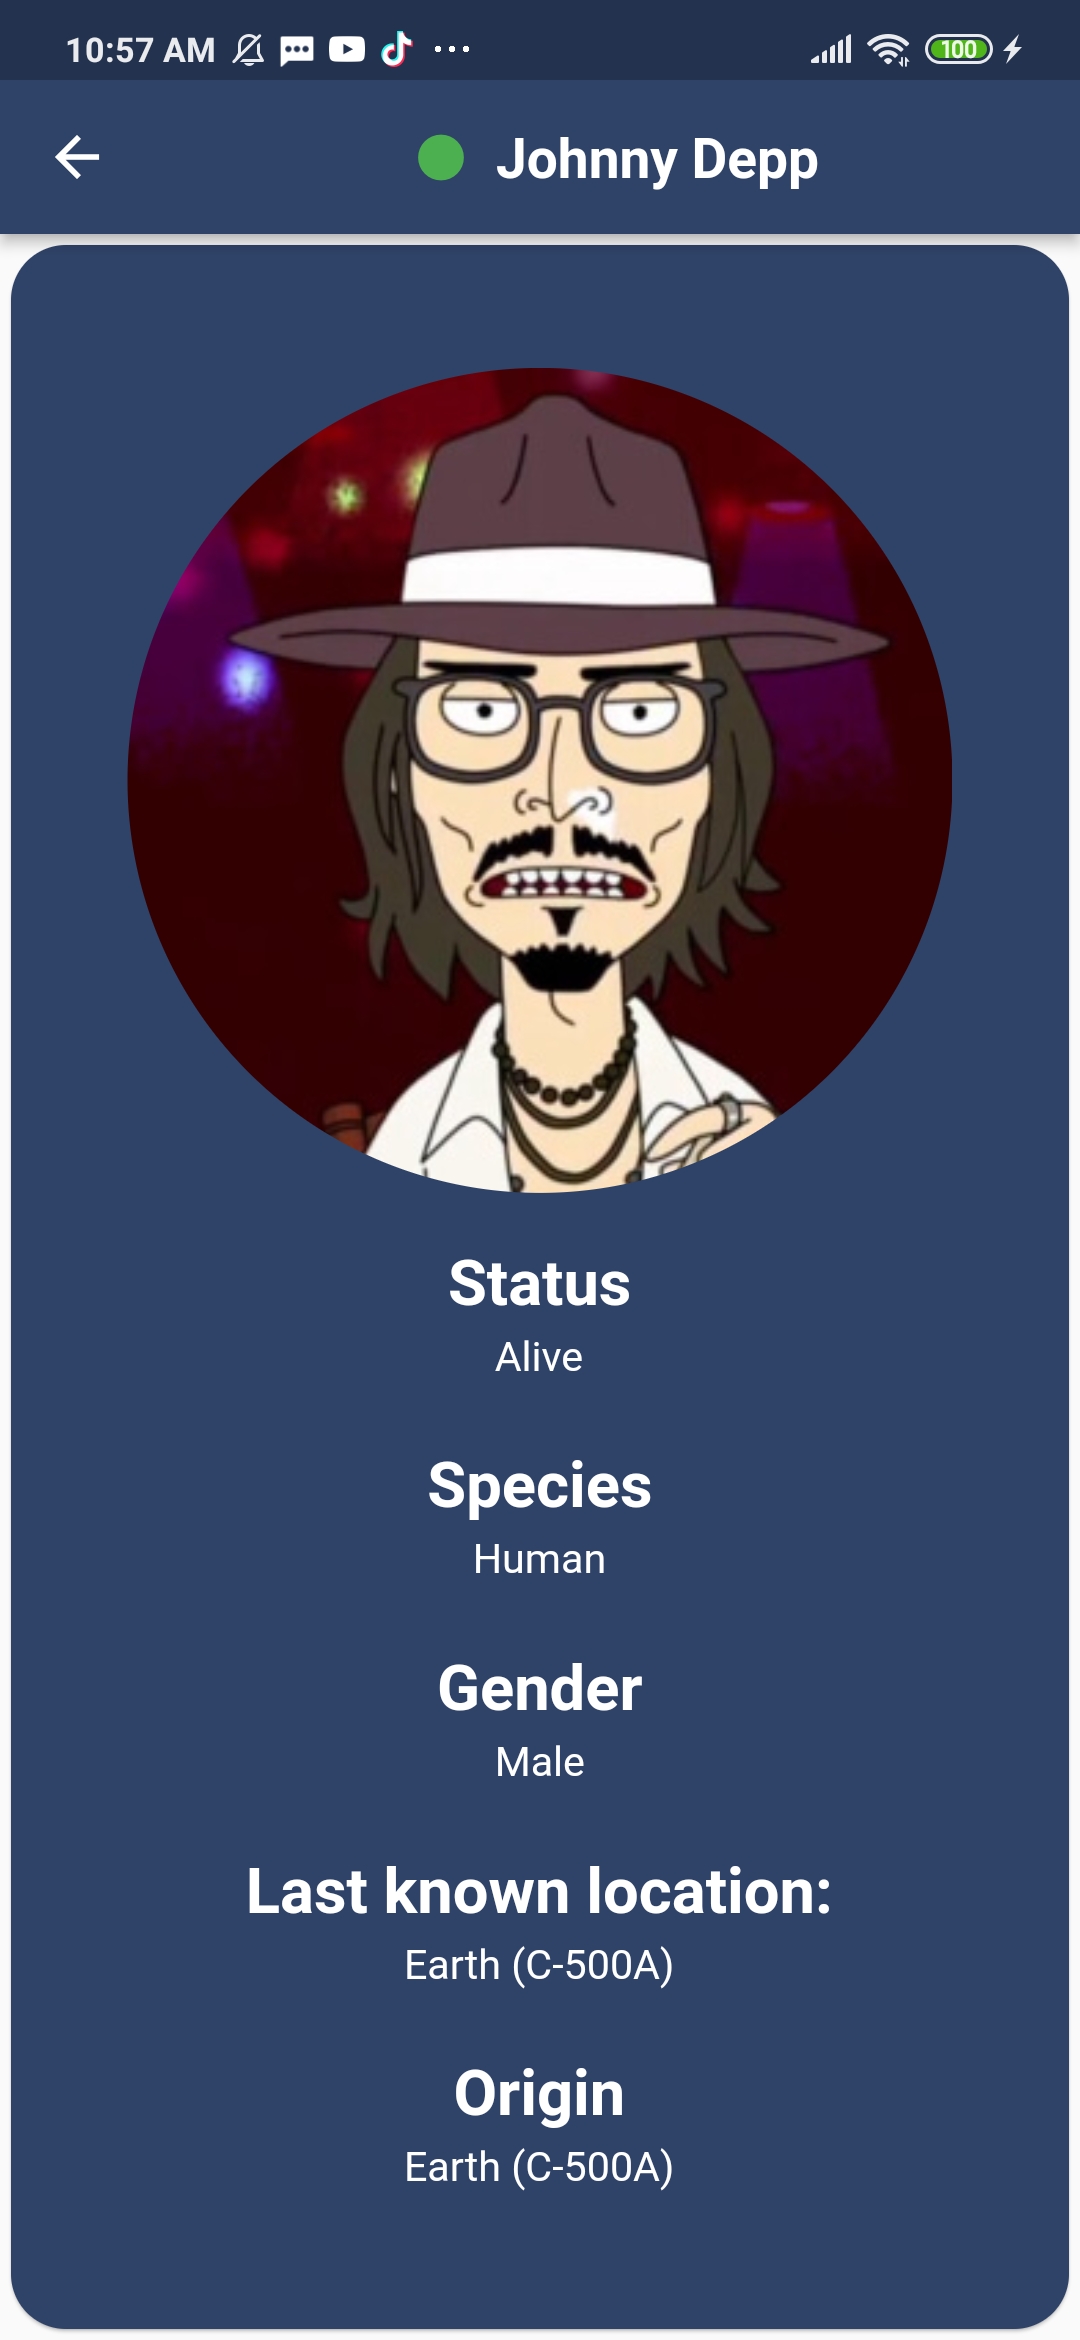 10:57 AM
100
Johnny Depp
Status
Alive
Species
Human
Gender
Male
Last known location:
Earth (C-500A)
Origin
Earth (C-500A)